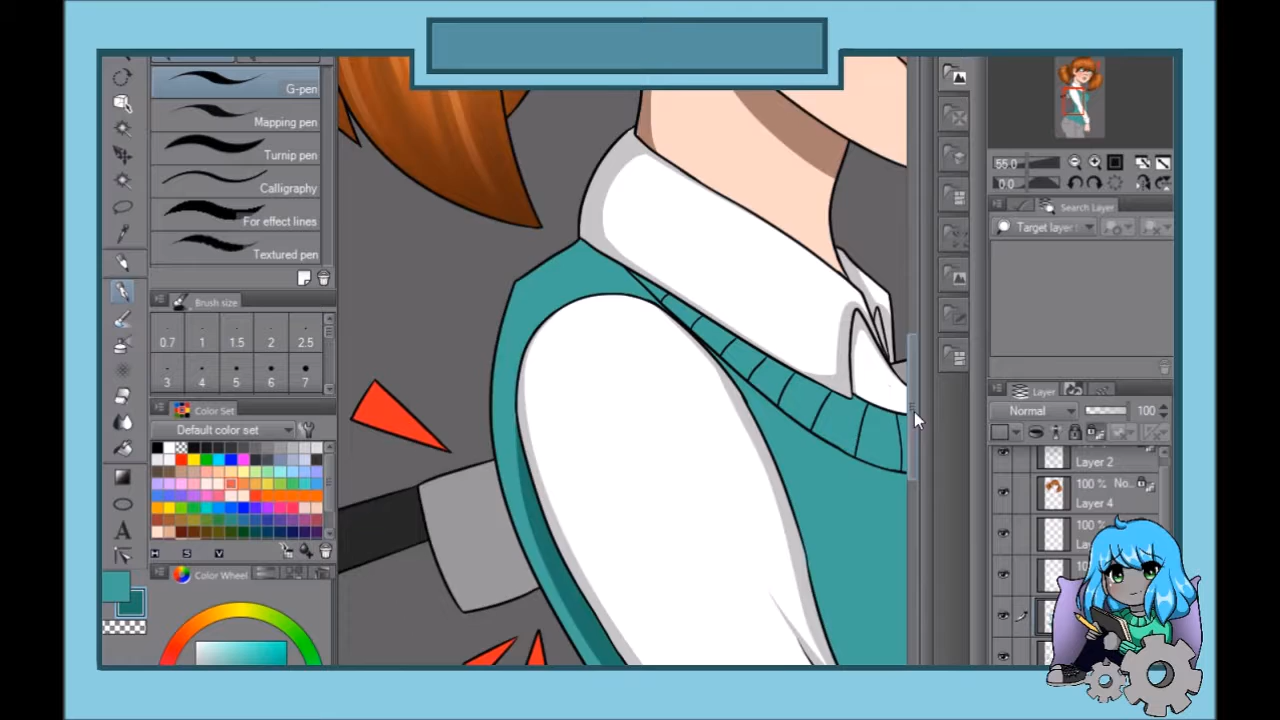 G-pen
Mapping pen
Turnip pen
Calligraphy
For effect lines
Textured pen
Brush size
0.7 1 1.5 2 2.5
3 4 5 6 7
Color Set
Default color set
H S V
Color Wheel
55.0
0.0
Search Layer
Target layer
Layer
Normal 100
Layer 2
100 % No...
Layer 4
100 %